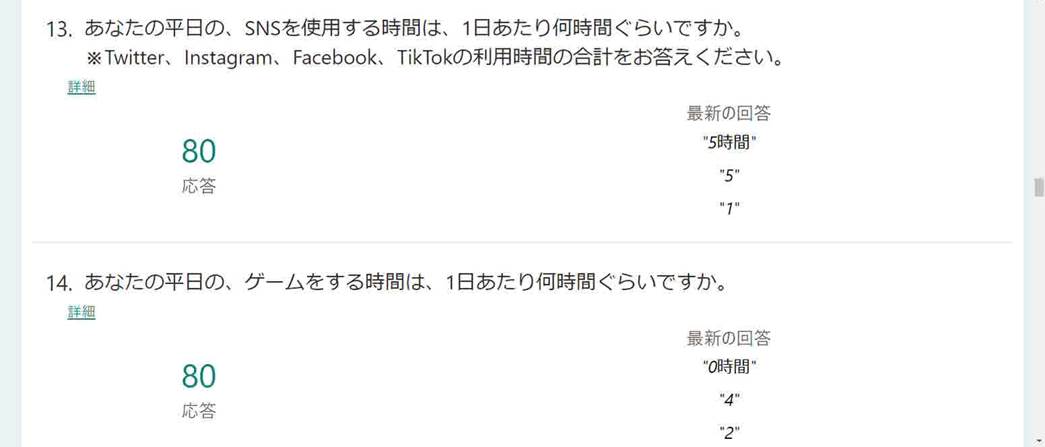 13. あなたの平日の、SNSを使用する時間は、1日あたり何時間ぐらいですか。
※Twitter、Instagram、Facebook、TikTokの利用時間の合計をお答えください。
詳細
最新の回答
80
"5時間"
応答
"5"
"1"
14. あなたの平日の、ゲームをする時間は、1日あたり何時間ぐらいですか。
詳細
最新の回答
80
"0時間"
応答
"4"
"2"